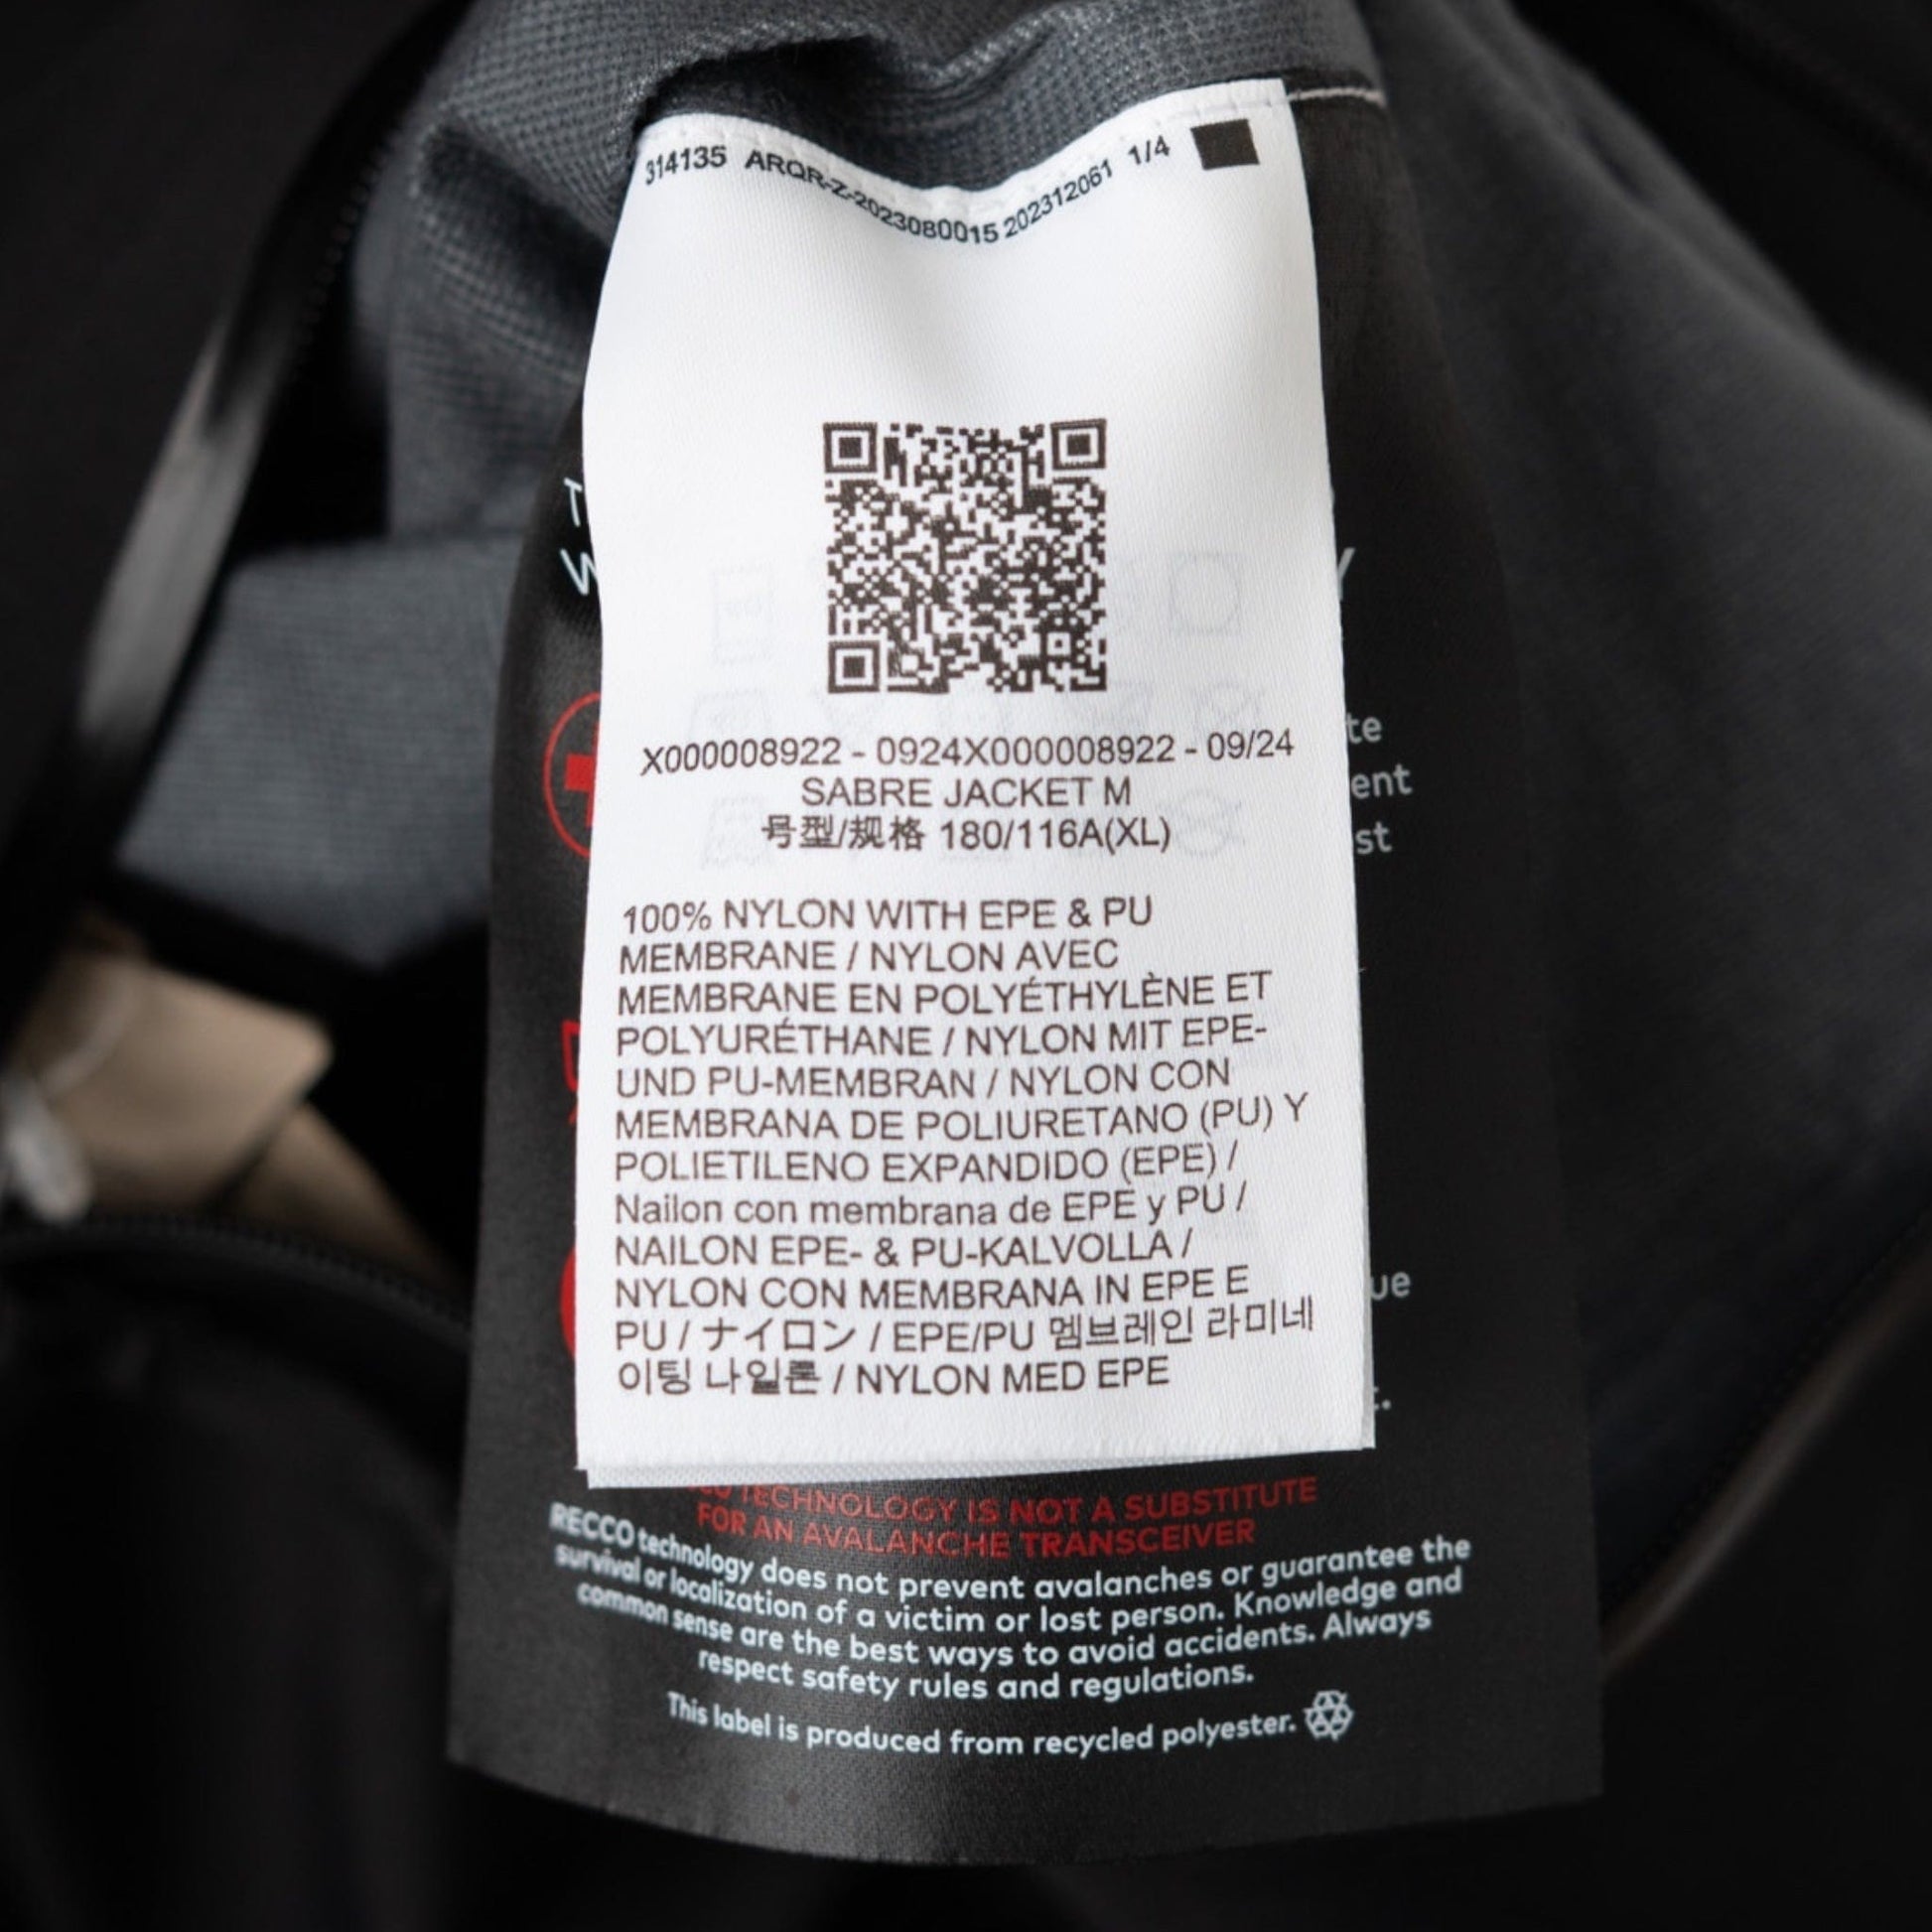 314135 ARQR-Z-2023080015 202312061 1/4
X000008922 - 0924X000008922 - 09/24
SABRE JACKET M
号型/规格 180/116A(XL)
100% NYLON WITH EPE & PU
MEMBRANE / NYLON AVEC
MEMBRANE EN POLYÉTHYLÈNE ET
POLYURÉTHANE / NYLON MIT EPE-
UND PU-MEMBRAN / NYLON CON
MEMBRANA DE POLIURETANO (PU) Y
POLIETILENO EXPANDIDO (EPE) /
Nailon con membrana de EPE y PU /
NAILON EPE- & PU-KALVOLLA /
NYLON CON MEMBRANA IN EPE E
PU / ナイロン / EPE/PU 멤브레인 라미네
이팅 나일론 / NYLON MED EPE
TECHNOLOGY IS NOT A SUBSTITUTE
FOR AN AVALANCHE TRANSCEIVER
RECCO technology does not prevent avalanches or guarantee the
survival or localization of a victim or lost person. Knowledge and
common sense are the best ways to avoid accidents. Always
respect safety rules and regulations.
This label is produced from recycled polyester.